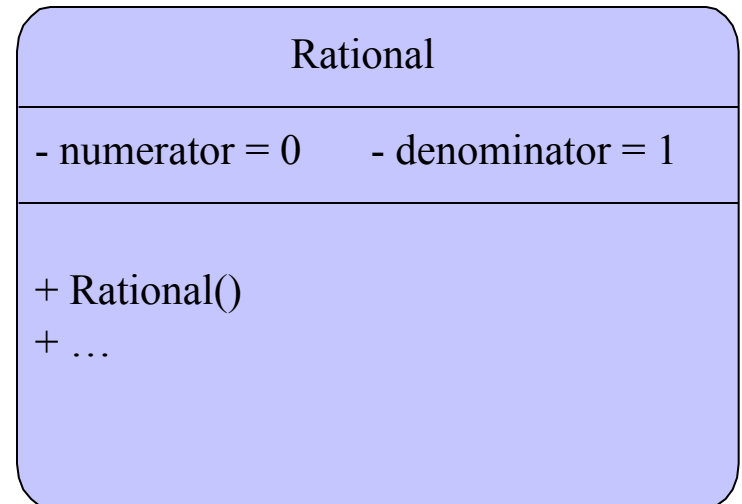 Rational
- numerator = 0 - denominator = 1
+ Rational()
+ …